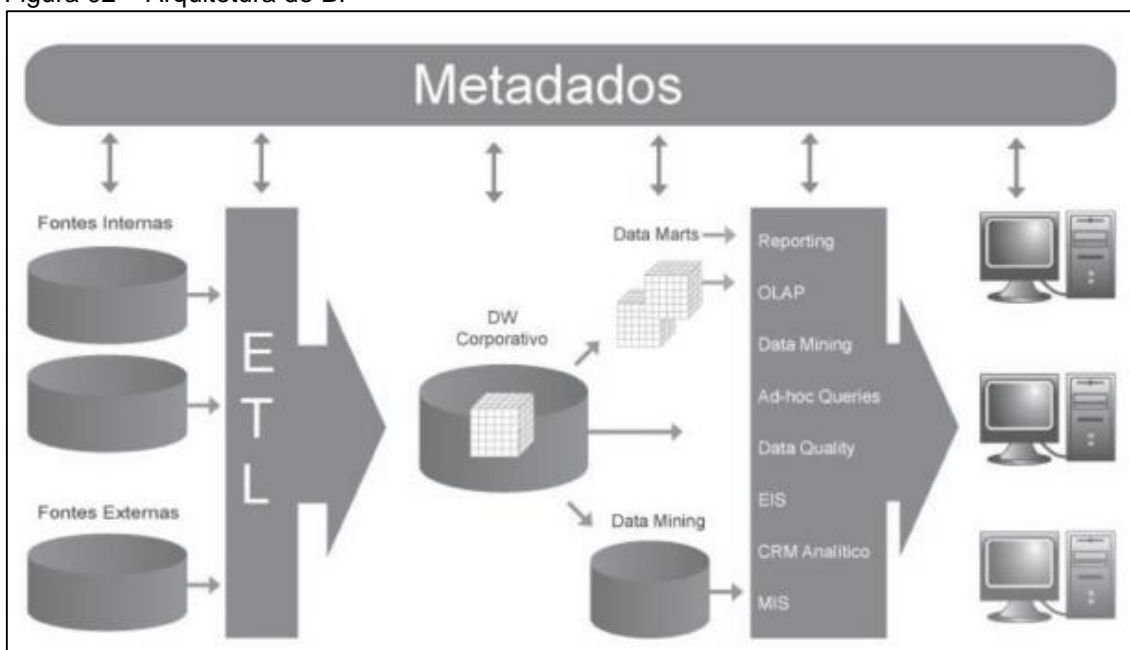 Metadados
Fontes Internas
Fontes Externas
E
T
L
DW
Corporativo
Data Marts
Data Mining
Reporting
OLAP
Data Mining
Ad-hoc Queries
Data Quality
EIS
CRM Analítico
MIS